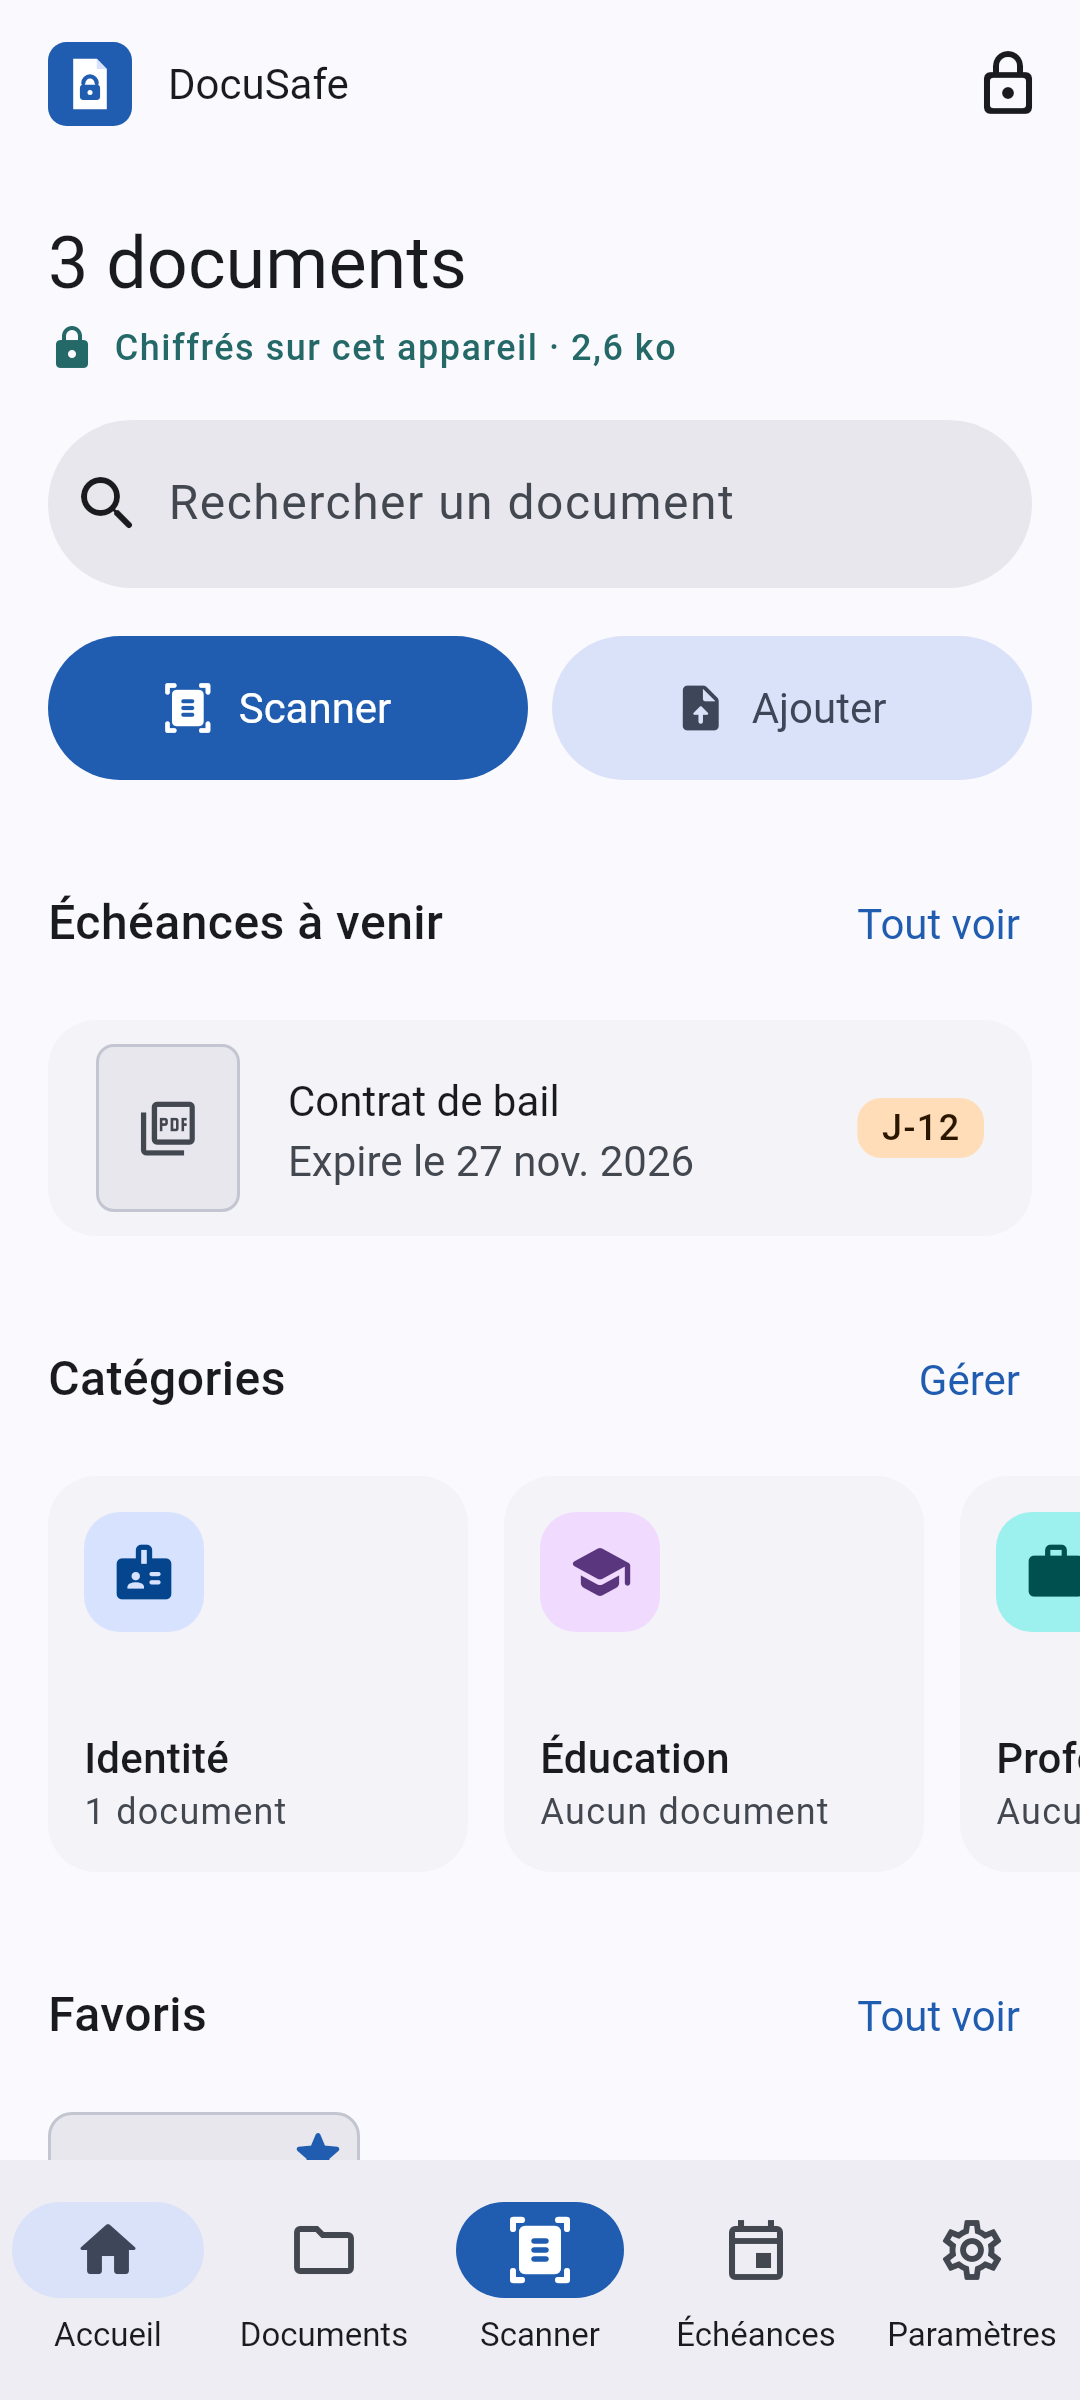 DocuSafe
3 documents
Chiffrés sur cet appareil · 2,6 ko
Rechercher un document
Scanner
Ajouter
Échéances à venir
Tout voir
PDF
Contrat de bail
Expire le 27 nov. 2026
J-12
Catégories
Gérer
Identité
1 document
Éducation
Aucun document
Favoris
Tout voir
Accueil
Documents
Scanner
Échéances
Paramètres